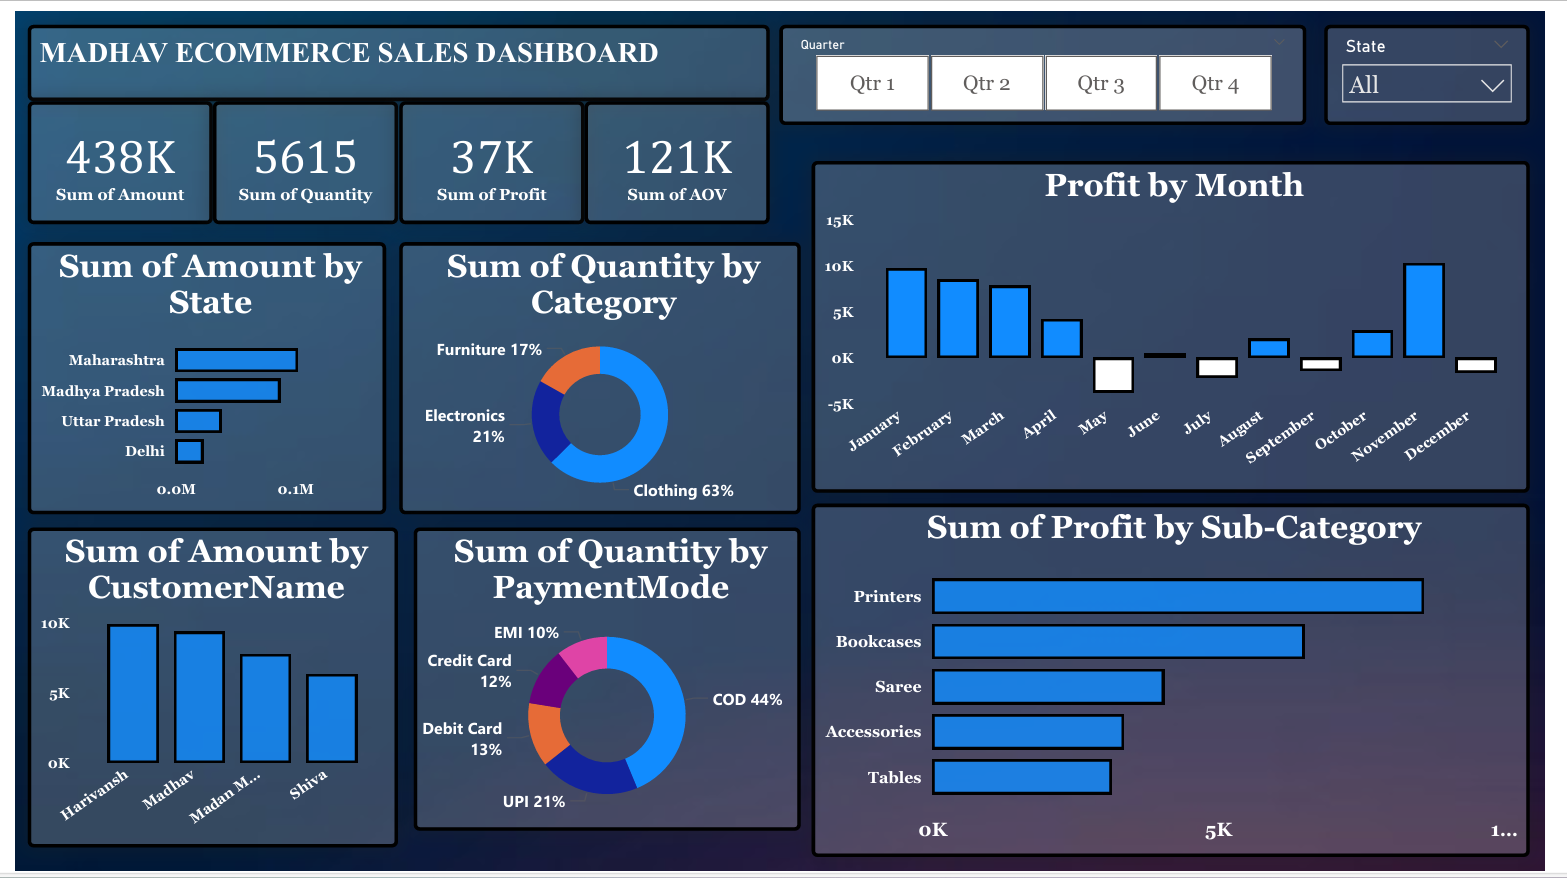 MADHAV ECOMMERCE SALES DASHBOARD
Quarter
Qtr 1
Qtr 2
Qtr 3
Qtr 4
State
All
438K
Sum of Amount
5615
Sum of Quantity
37K
Sum of Profit
121K
Sum of AOV
Sum of Amount by
State
Maharashtra
Madhya Pradesh
Uttar Pradesh
Delhi
0.0M
0.1M
Sum of Quantity by
Category
Furniture 17%
Electronics
21%
Clothing 63%
Profit by Month
15K
10K
5K
0K
-5K
January
February
March
April
May
June
July
August
September
October
November
December
Sum of Amount by
CustomerName
10K
5K
0K
Harivansh
Madhav
Madan M...
Shiva
Sum of Quantity by
PaymentMode
EMI 10%
Credit Card
12%
Debit Card
13%
UPI 21%
COD 44%
Sum of Profit by Sub-Category
Printers
Bookcases
Saree
Accessories
Tables
0K
5K
1...